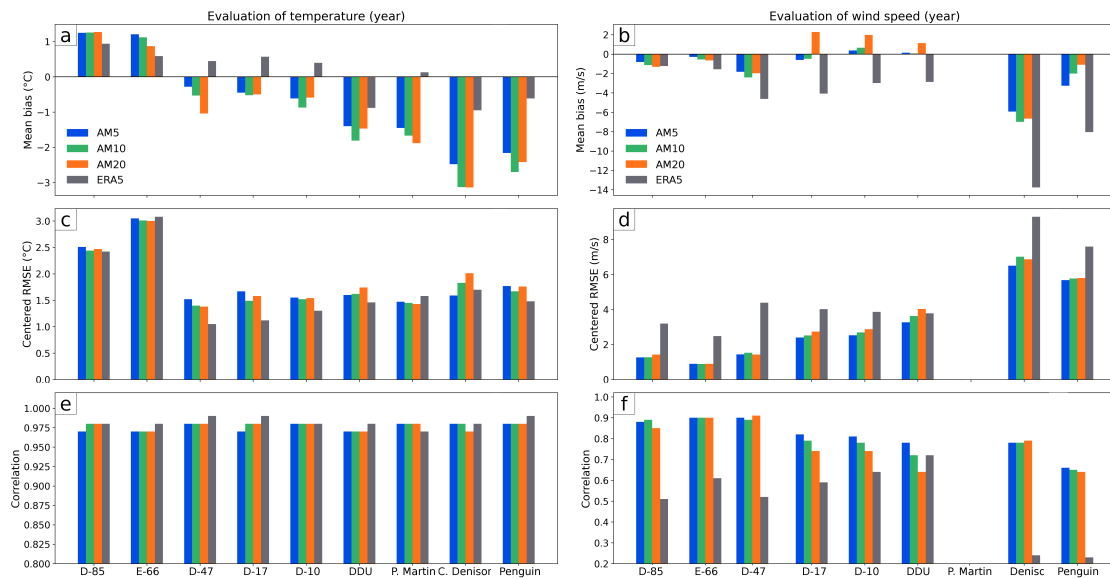 Evaluation of temperature (year)
Evaluation of wind speed (year)
a
Mean bias (°C)
1
0
−1
−2
−3
AM5
AM10
AM20
ERA5
b
Mean bias (m/s)
2
0
−2
−4
−6
−8
−10
−12
−14
AM5
AM10
AM20
ERA5
c
Centered RMSE (°C)
3.0
2.5
2.0
1.5
1.0
0.5
0.0
d
Centered RMSE (m/s)
8
6
4
2
0
e
Correlation
1.000
0.975
0.950
0.925
0.900
0.875
0.850
0.825
0.800
D-85 E-66 D-47 D-17 D-10 DDU P. Martin C. Denisor Penguin
f
Correlation
1.0
0.9
0.8
0.7
0.6
0.5
0.4
0.3
0.2
D-85 E-66 D-47 D-17 D-10 DDU P. Martin Denisc Penguin